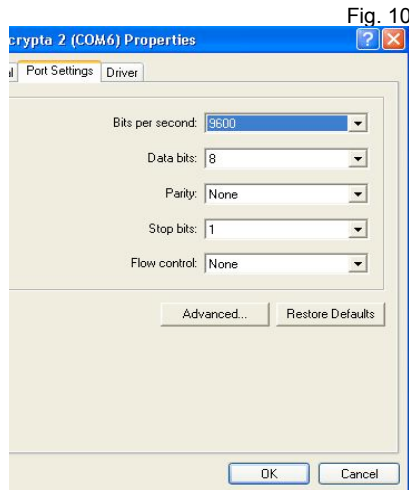 Fig. 10
crypta 2 (COM6) Properties
Port Settings Driver
Bits per second: 9600
Data bits: 8
Parity: None
Stop bits: 1
Flow control: None
Advanced... Restore Defaults
OK Cancel